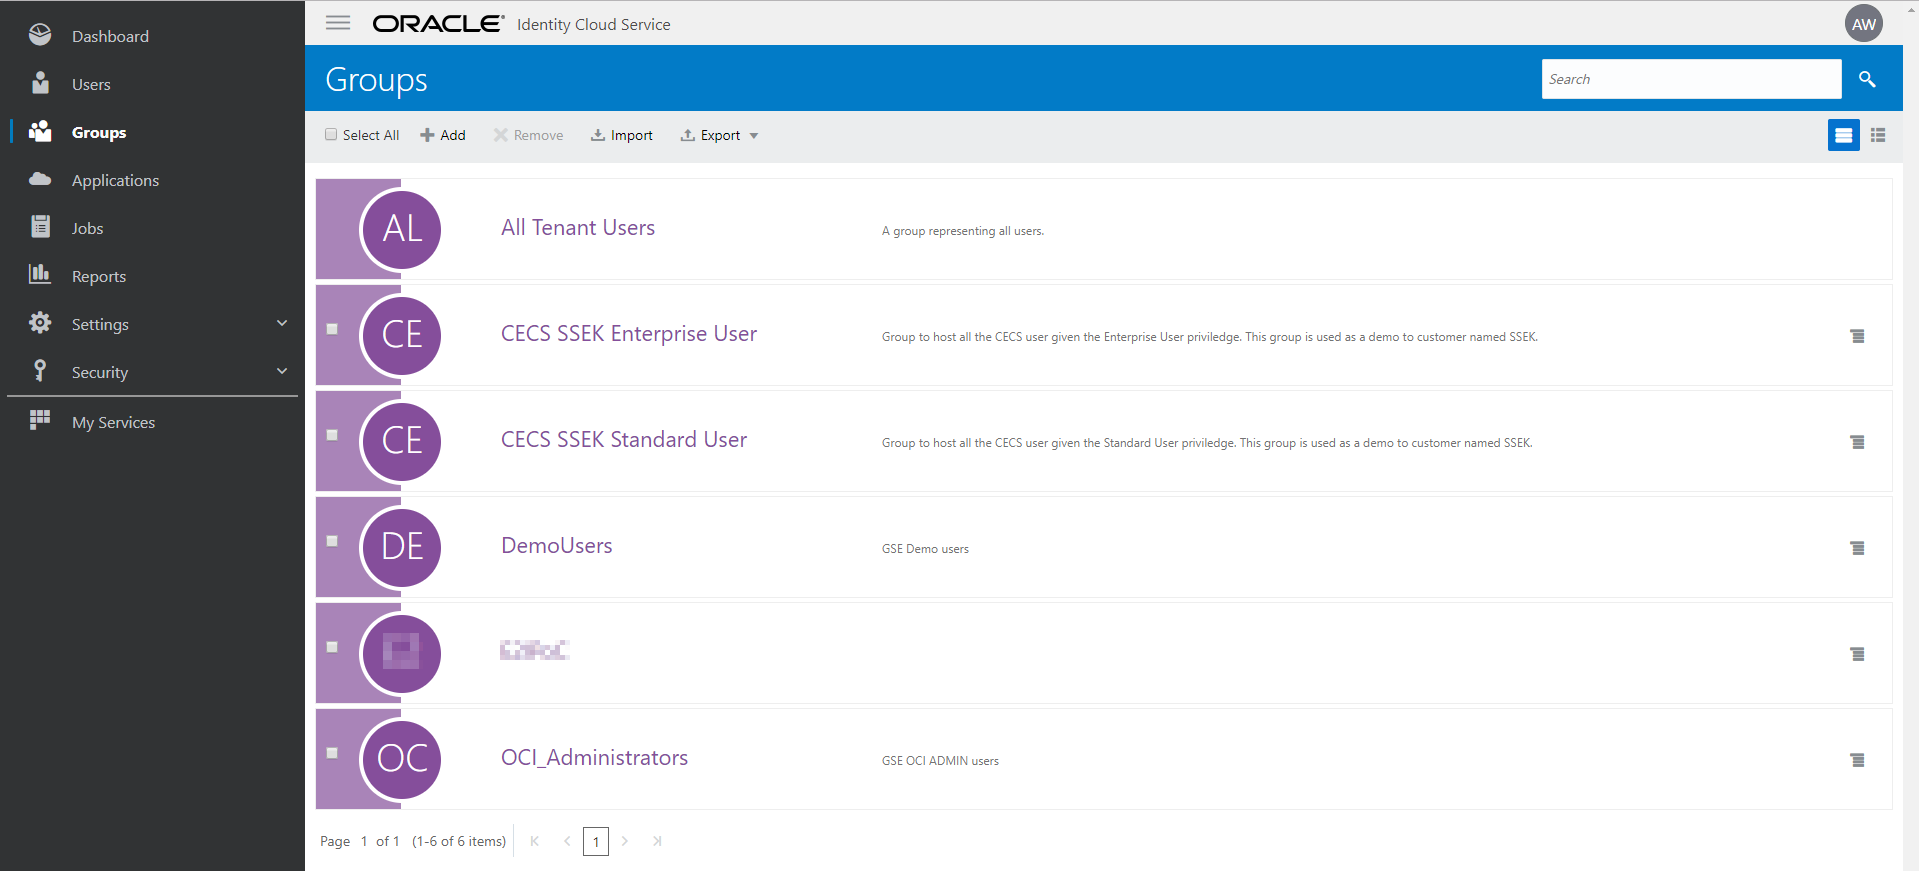 Dashboard
Users
Groups
Applications
Jobs
Reports
Settings
Security
My Services
ORACLE® Identity Cloud Service
AW
Groups
Search
Select All Add Remove Import Export
AL All Tenant Users A group representing all users.
CE CECS SSEK Enterprise User Group to host all the CECS user given the Enterprise User priviledge. This group is used as a demo to customer named SSEK.
CE CECS SSEK Standard User Group to host all the CECS user given the Standard User priviledge. This group is used as a demo to customer named SSEK.
DE DemoUsers GSE Demo users
OC OCI_Administrators GSE OCI ADMIN users
Page 1 of 1 (1-6 of 6 items) 1